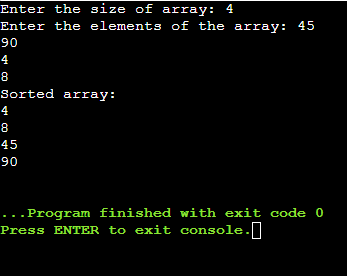 Enter the size of array: 4
Enter the elements of the array: 45
90
4
8
Sorted array:
4
8
45
90
...Program finished with exit code 0
Press ENTER to exit console.